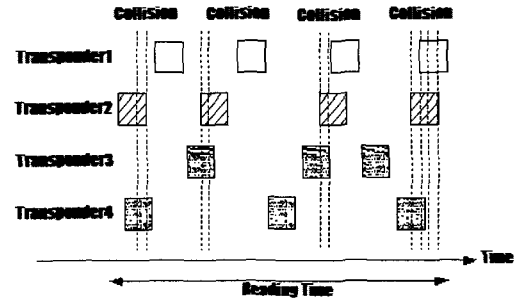 Collision Collision Collision Collision
Transponder1
Transponder2
Transponder3
Transponder4
Time
Reading Time